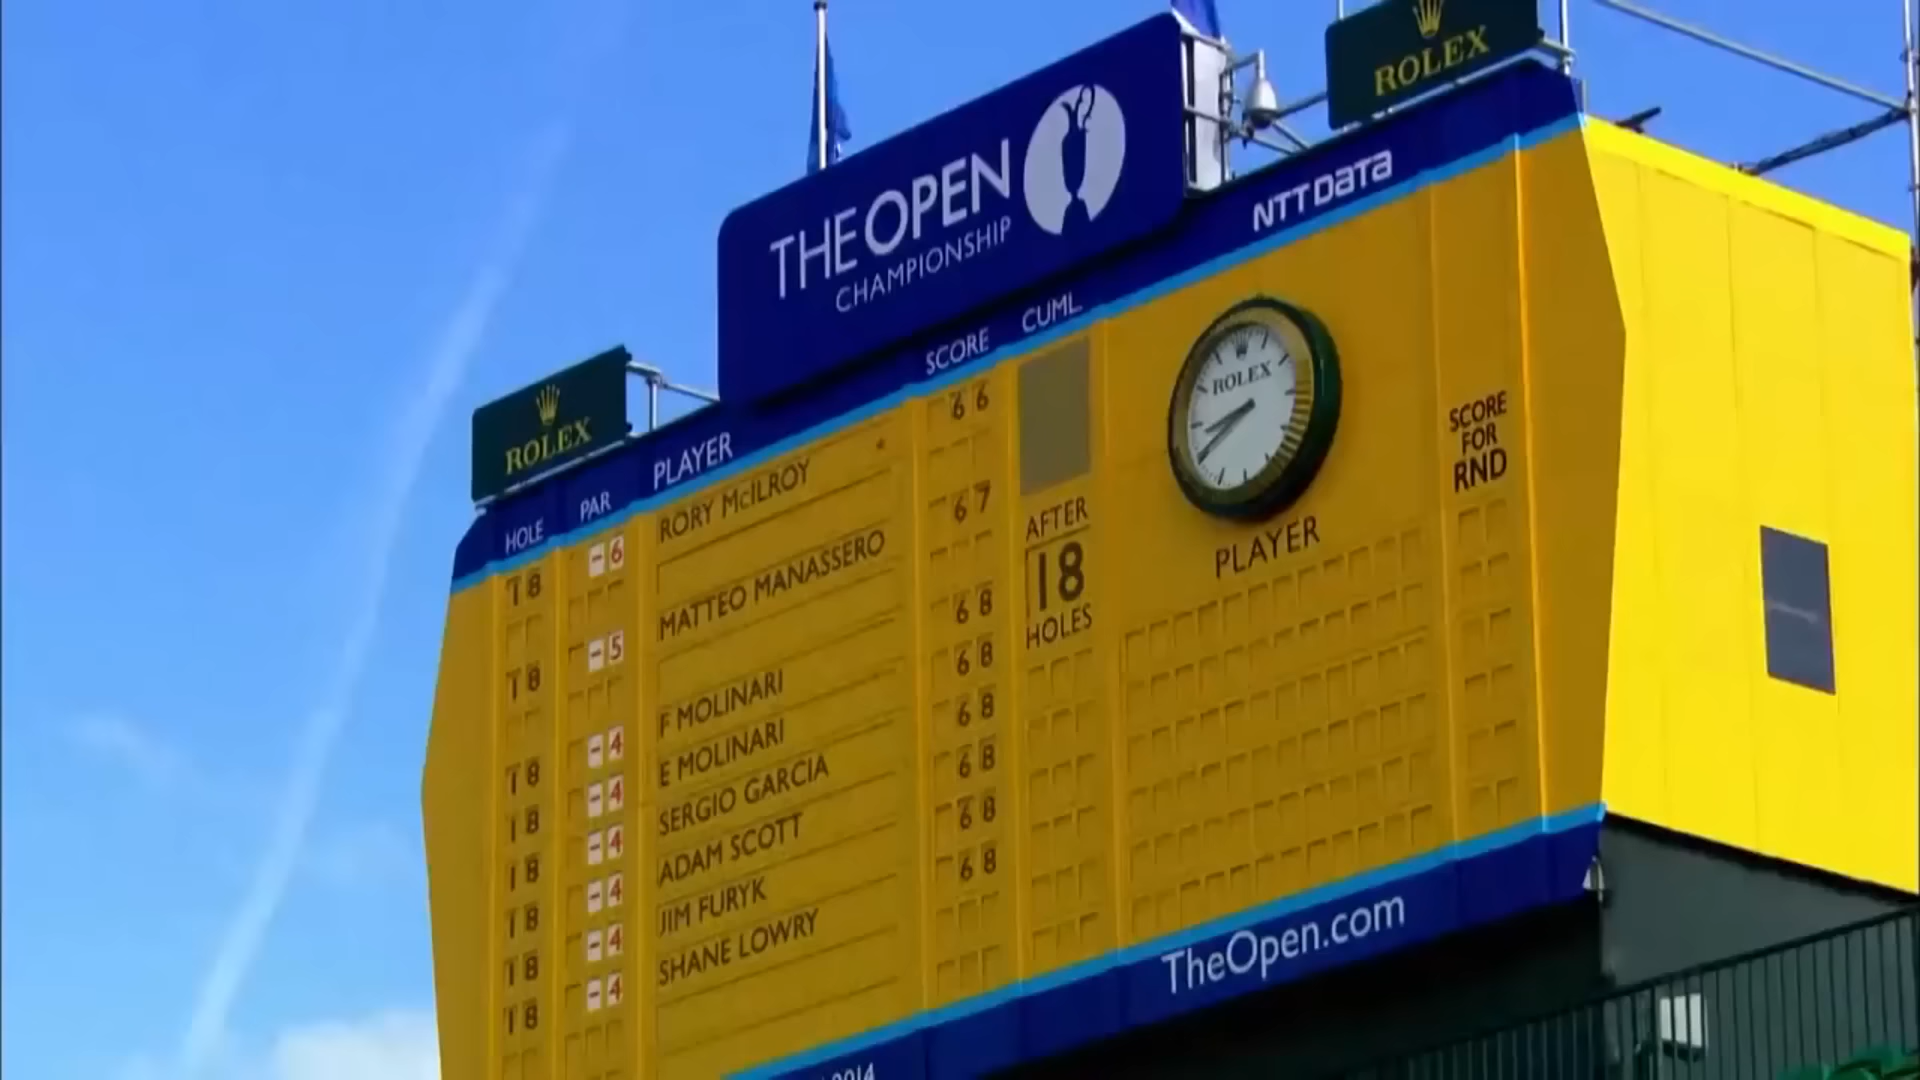 ROLEX
THE OPEN
CHAMPIONSHIP
NTT DATA
ROLEX
HOLE PAR PLAYER SCORE CUML.
18 -6 RORY McILROY 66
18 -5 MATTEO MANASSERO 67
18 -4 F MOLINARI 68
18 -4 E MOLINARI 68
18 -4 SERGIO GARCIA 68
18 -4 ADAM SCOTT 68
18 -4 JIM FURYK 68
18 -4 SHANE LOWRY 68
AFTER
18
HOLES
ROLEX
PLAYER
SCORE
FOR
RND
TheOpen.com
2014